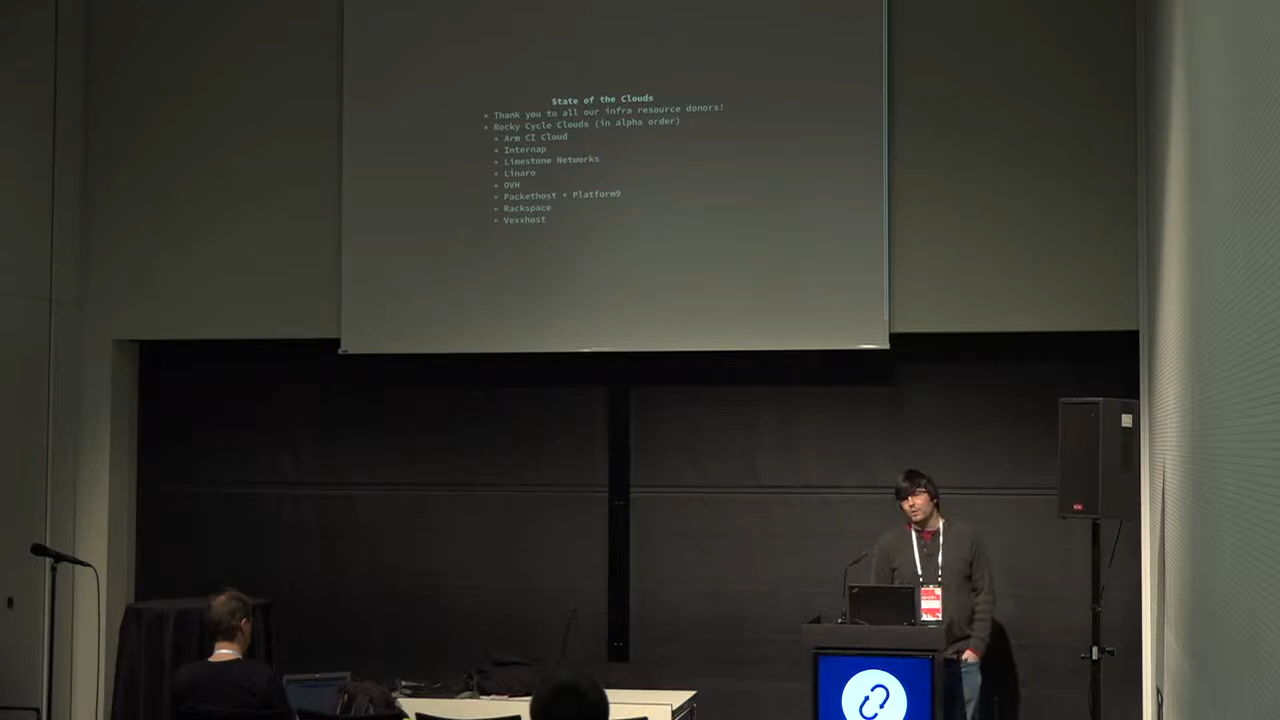 State of the Clouds
* Thank you to all our infra resource donors!
* Rocky Cycle Clouds (in alpha order)
* Arm CI Cloud
* Internap
* Limestone Networks
* Linaro
* OVH
* Packethost + Platform9
* Rackspace
* Vexxhost